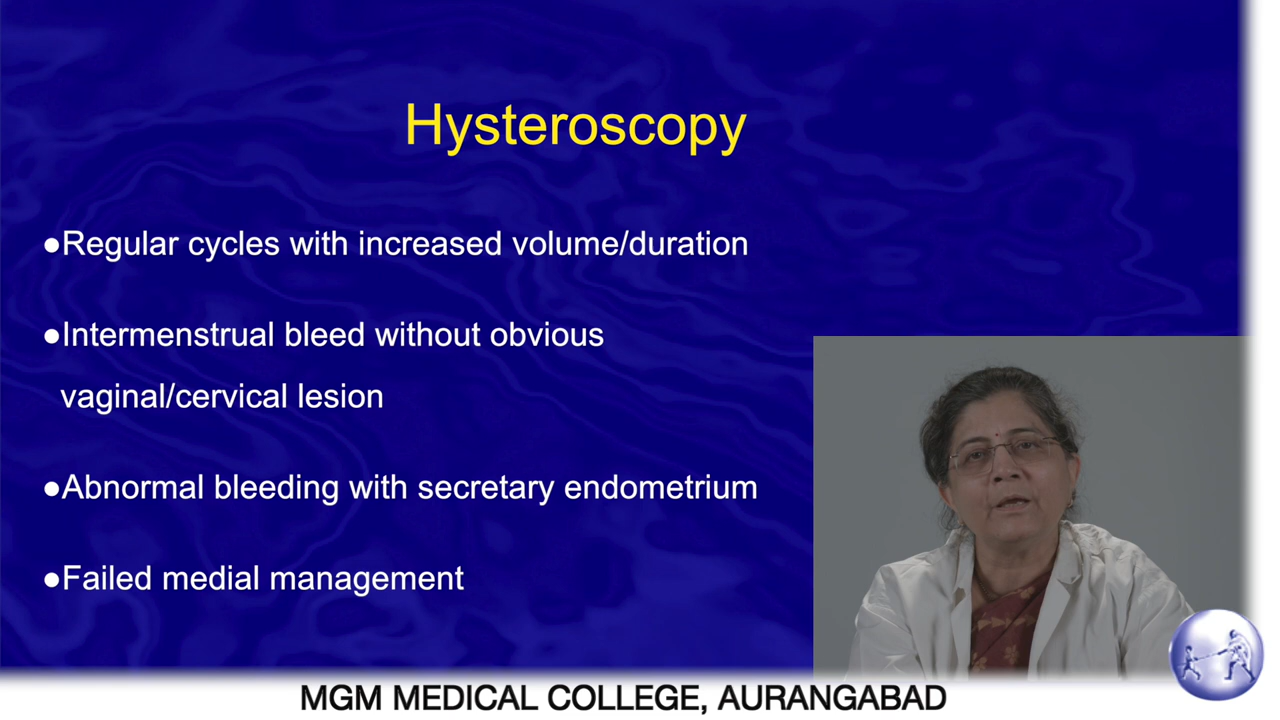 Hysteroscopy
●Regular cycles with increased volume/duration
●Intermenstrual bleed without obvious
vaginal/cervical lesion
●Abnormal bleeding with secretary endometrium
●Failed medial management
MGM MEDICAL COLLEGE, AURANGABAD